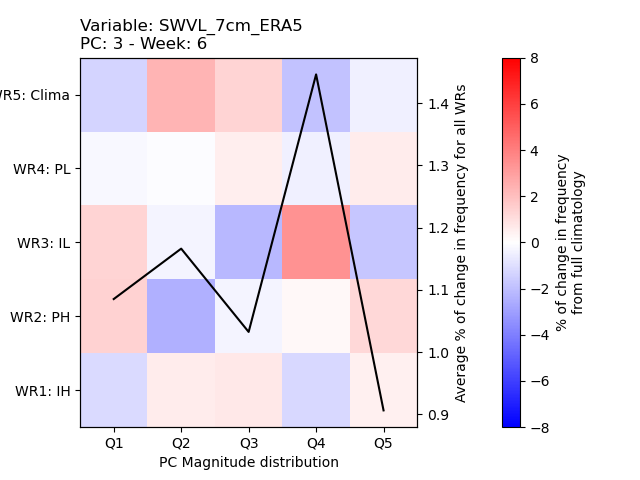 Variable: SWVL_7cm_ERA5
PC: 3 - Week: 6
WR5: Clima
WR4: PL
WR3: IL
WR2: PH
WR1: IH
Q1 Q2 Q3 Q4 Q5
PC Magnitude distribution
1.4
1.3
1.2
1.1
1.0
0.9
Average % of change in frequency for all WRs
8
6
4
2
0
−2
−4
−6
−8
% of change in frequency
from full climatology